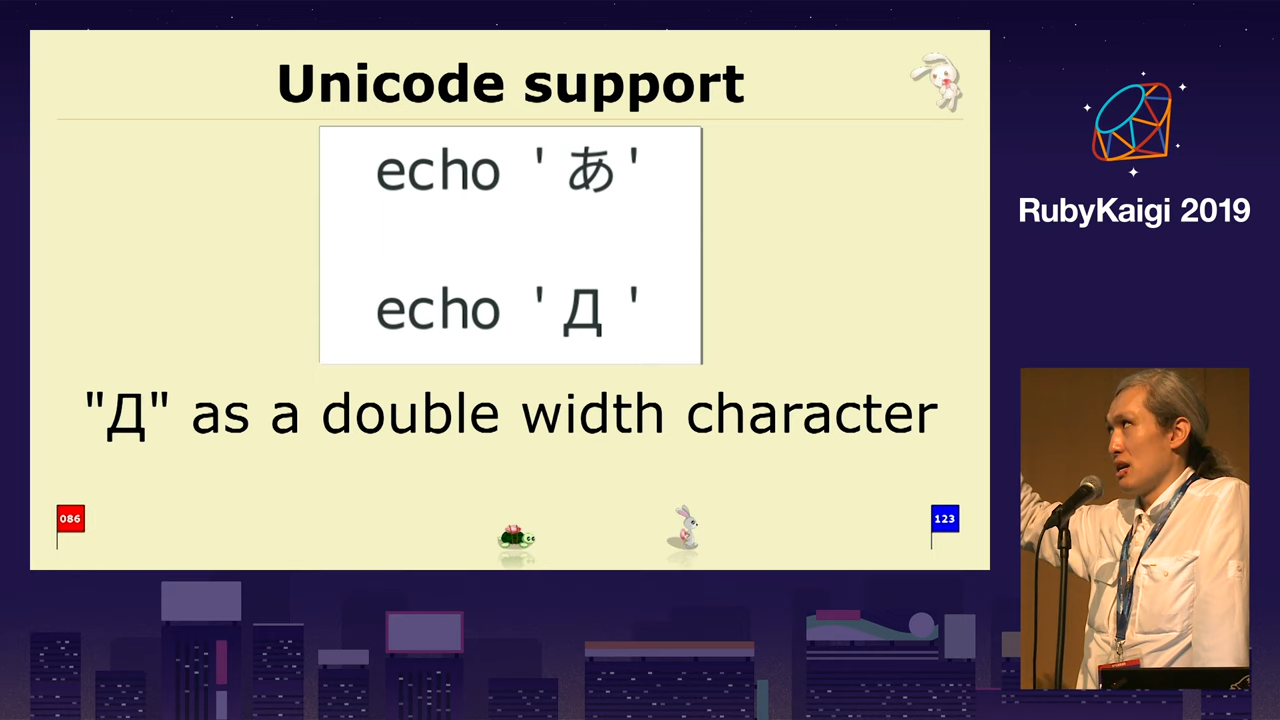 Unicode support
echo ' あ '
echo ' Д '
"Д" as a double width character
086
123
RubyKaigi 2019